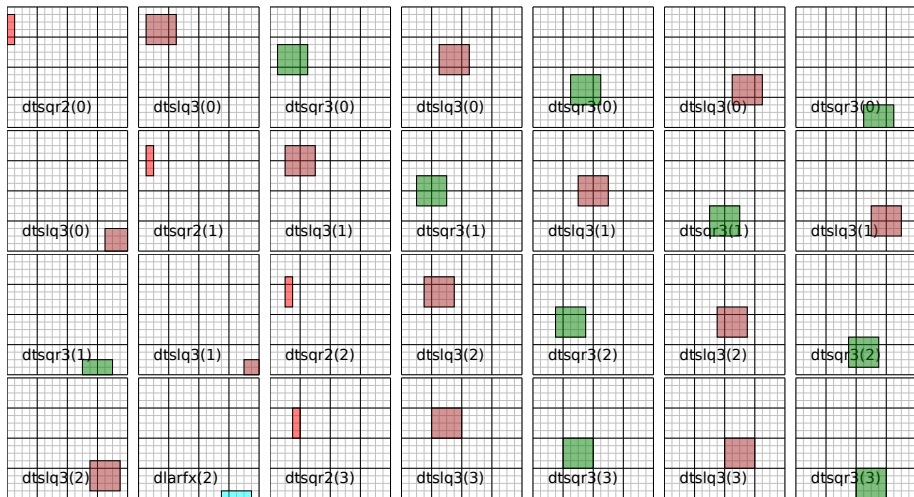 dtsqr2(0) dtslq3(0) dtsqr3(0) dtslq3(0) dtsqr3(0) dtslq3(0) dtsqr3(0)
dtslq3(0) dtsqr2(1) dtslq3(1) dtsqr3(1) dtslq3(1) dtsqr3(1) dtslq3(1)
dtsqr3(1) dtslq3(1) dtsqr2(2) dtslq3(2) dtsqr3(2) dtslq3(2) dtsqr3(2)
dtslq3(2) dlarfx(2) dtsqr2(3) dtslq3(3) dtsqr3(3) dtslq3(3) dtsqr3(3)